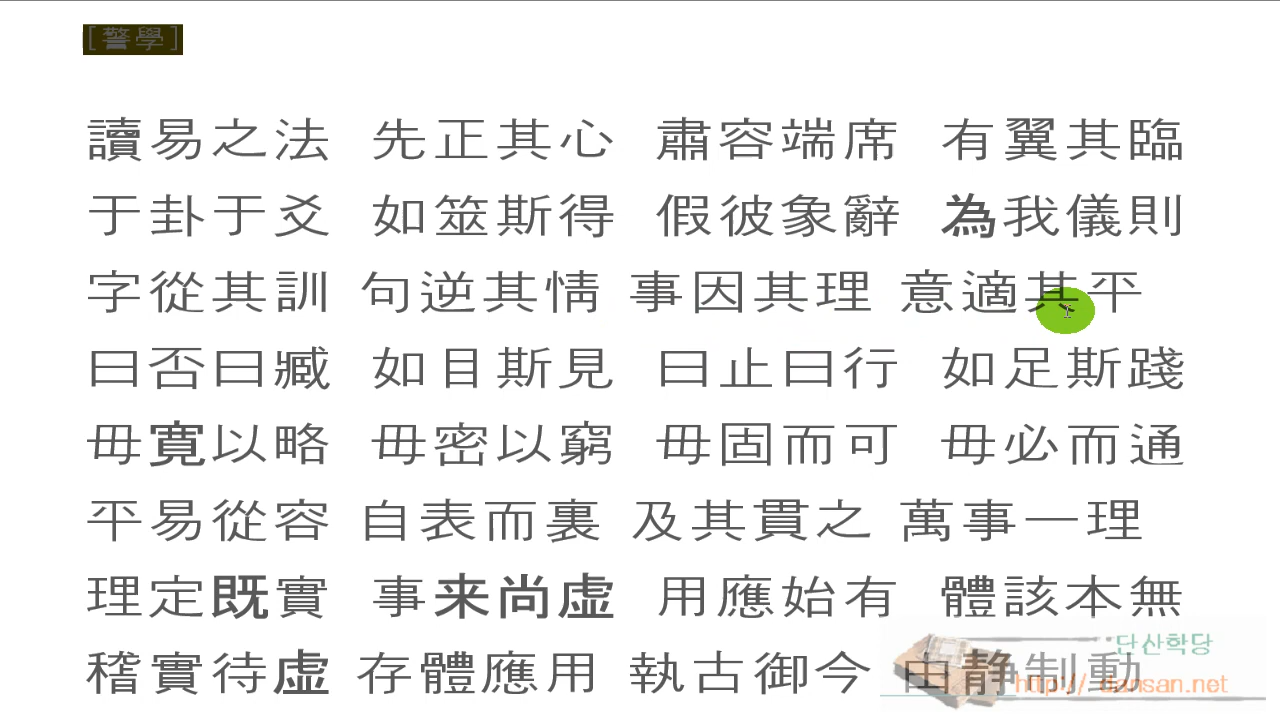 [警學]
讀易之法 先正其心 肅容端席 有翼其臨
于卦于爻 如筮斯得 假彼象辭 為我儀則
字從其訓 句逆其情 事因其理 意適其平
曰否曰臧 如目斯見 曰止曰行 如足斯踐
毋寛以略 毋密以窮 毋固而可 毋必而通
平易從容 自表而裏 及其貫之 萬事一理
理定既實 事来尚虚 用應始有 體該本無
稽實待虚 存體應用 執古御今 由静制動
단산학당
http://dansan.net